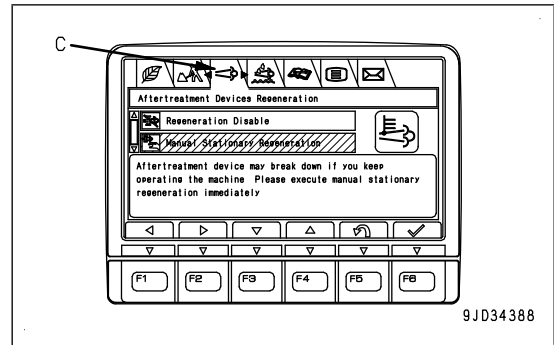 C
Aftertreatment Devices Regeneration
Regeneration Disable
Manual Stationary Regeneration
Aftertreatment device may break down if you keep
operating the machine Please execute manual stationary
regeneration immediately
F1 F2 F3 F4 F5 F6
9JD34388